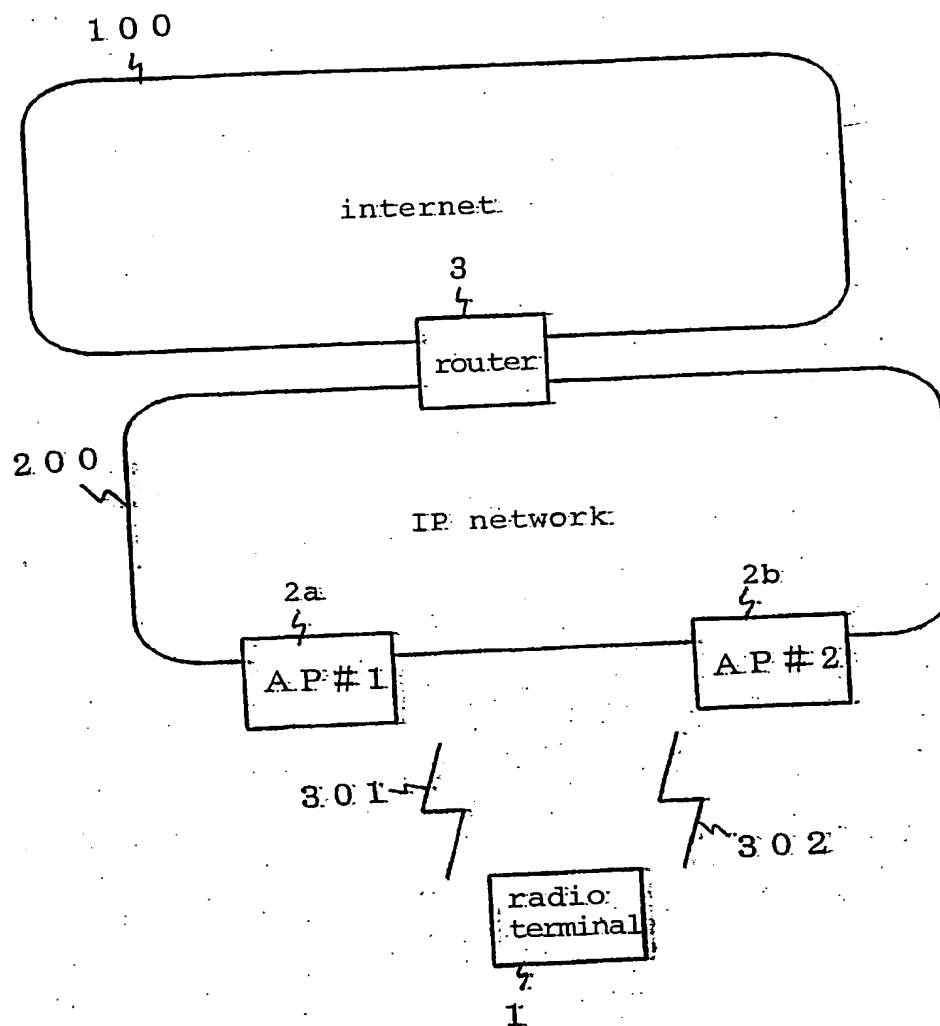 100
internet
3
router
200
IP network
2a
2b
AP#1
AP#2
301
302
radio
terminal
1